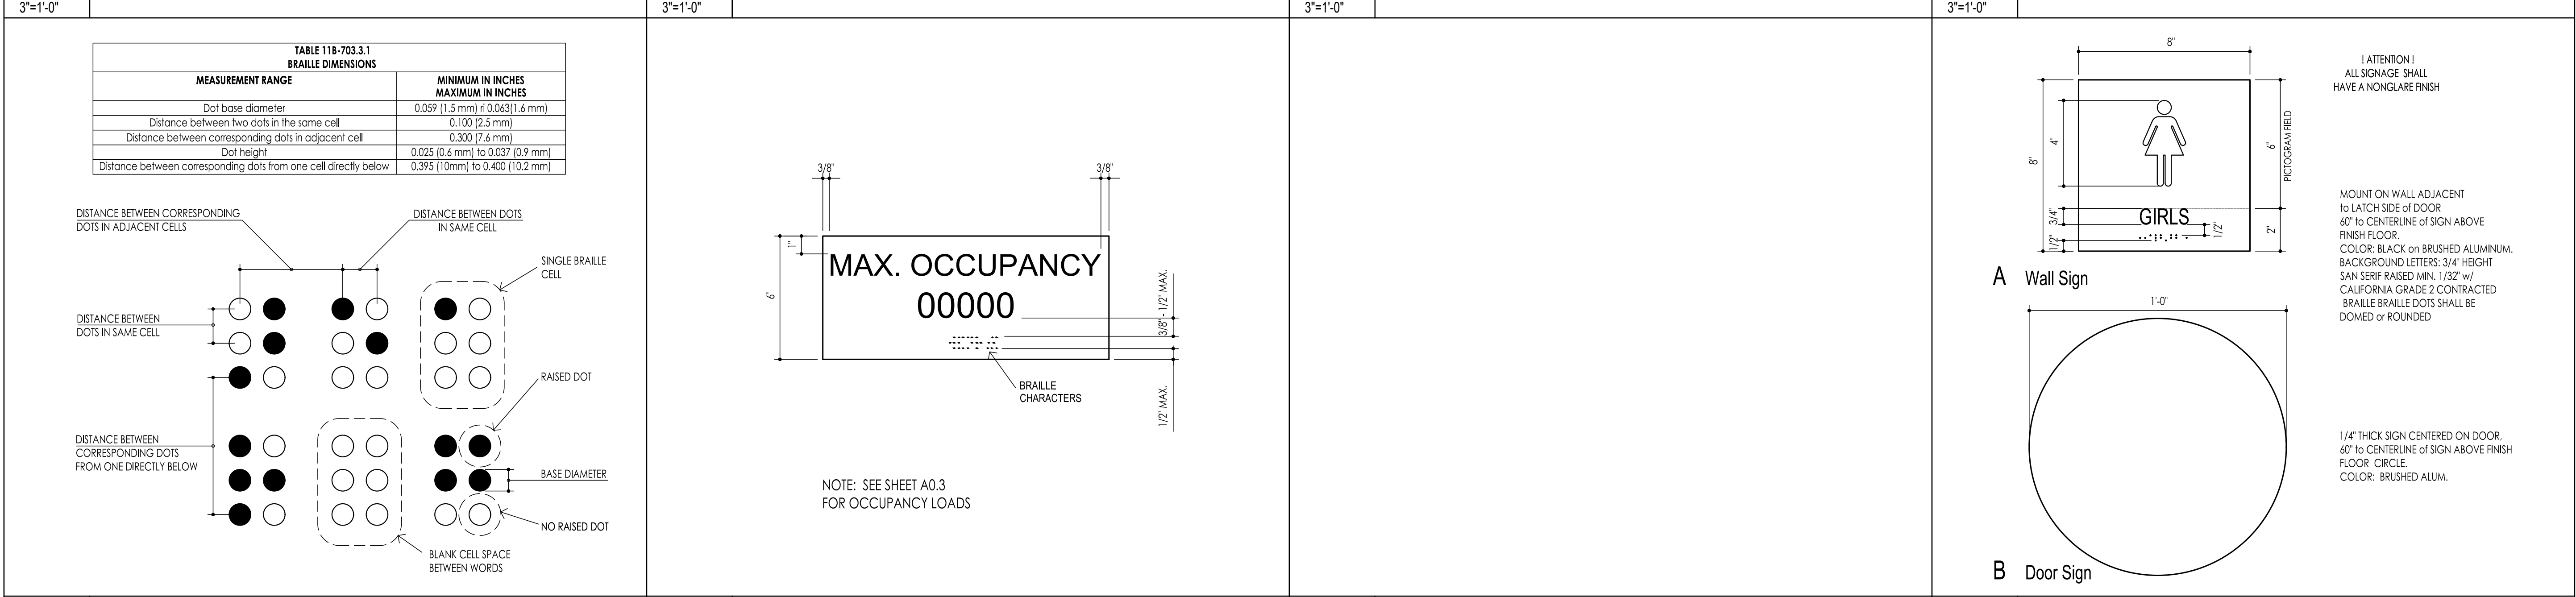 3"=1'-0"
3"=1'-0"
3"=1'-0"
3"=1'-0"
TABLE 11B-703.3.1
BRAILLE DIMENSIONS
MEASUREMENT RANGE
MINIMUM IN INCHES
MAXIMUM IN INCHES
Dot base diameter
0.059 (1.5 mm) ri 0.063(1.6 mm)
Distance between two dots in the same cell
0.100 (2.5 mm)
Distance between corresponding dots in adjacent cell
0.300 (7.6 mm)
Dot height
0.025 (0.6 mm) to 0.037 (0.9 mm)
Distance between corresponding dots from one cell directly below
0.395 (10mm) to 0.400 (10.2 mm)
DISTANCE BETWEEN CORRESPONDING
DOTS IN ADJACENT CELLS
DISTANCE BETWEEN DOTS
IN SAME CELL
SINGLE BRAILLE
CELL
DISTANCE BETWEEN
DOTS IN SAME CELL
RAISED DOT
DISTANCE BETWEEN
CORRESPONDING DOTS
FROM ONE DIRECTLY BELOW
BASE DIAMETER
NO RAISED DOT
BLANK CELL SPACE
BETWEEN WORDS
3/8"
3/8"
1"
6"
MAX. OCCUPANCY
00000
3/8" - 1/2" MAX.
1/2" MAX.
BRAILLE
CHARACTERS
NOTE: SEE SHEET A0.3
FOR OCCUPANCY LOADS
8"
8"
4"
3/4"
1/2"
GIRLS
1/2"
6"
PICTOGRAM FIELD
2"
A Wall Sign
! ATTENTION !
ALL SIGNAGE SHALL
HAVE A NONGLARE FINISH
MOUNT ON WALL ADJACENT
to LATCH SIDE of DOOR
60" to CENTERLINE of SIGN ABOVE
FINISH FLOOR.
COLOR: BLACK on BRUSHED ALUMINUM.
BACKGROUND LETTERS: 3/4" HEIGHT
SAN SERIF RAISED MIN. 1/32" w/
CALIFORNIA GRADE 2 CONTRACTED
BRAILLE BRAILLE DOTS SHALL BE
DOMED or ROUNDED
1'-0"
1/4" THICK SIGN CENTERED ON DOOR,
60" to CENTERLINE of SIGN ABOVE FINISH
FLOOR CIRCLE.
COLOR: BRUSHED ALUM.
B Door Sign